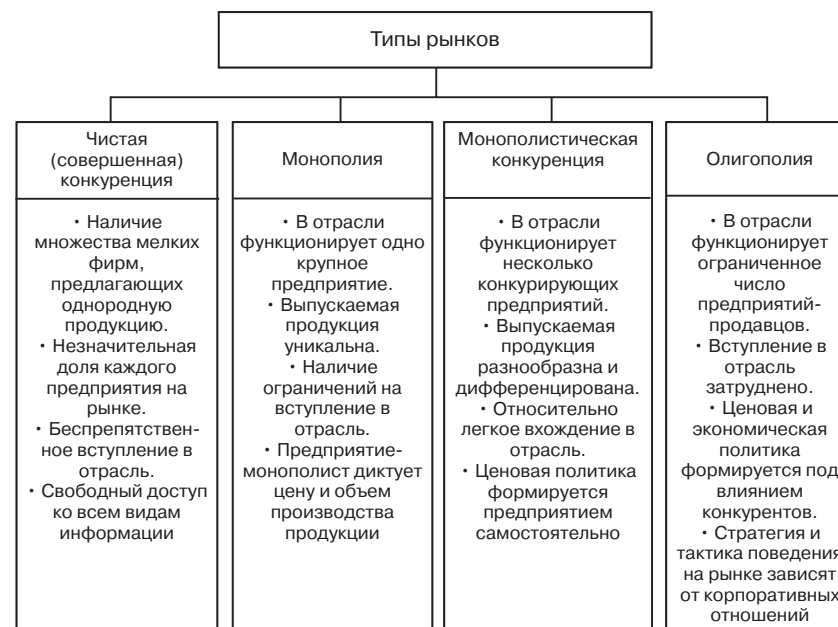 Типы рынков
Чистая
(совершенная)
конкуренция
Монополия
Монополистическая
конкуренция
Олигополия
• Наличие
множества мелких
фирм,
предлагающих
однородную
продукцию.
• Незначительная
доля каждого
предприятия на
рынке.
• Беспрепятствен-
ное вступление в
отрасль.
• Свободный доступ
ко всем видам
информации
• В отрасли
функционирует одно
крупное
предприятие.
• Выпускаемая
продукция
уникальна.
• Наличие
ограничений на
вступление в
отрасль.
• Предприятие-
монополист диктует
цену и объем
производства
продукции
• В отрасли
функционирует
несколько
конкурирующих
предприятий.
• Выпускаемая
продукция
разнообразна и
дифференцирована.
• Относительно
легкое вхождение в
отрасль.
• Ценовая политика
формируется
предприятием
самостоятельно
• В отрасли
функционирует
ограниченное
число
предприятий-
продавцов.
• Вступление в
отрасль
затруднено.
• Ценовая и
экономическая
политика
формируется под
влиянием
конкурентов.
• Стратегия и
тактика поведения
на рынке зависят
от корпоративных
отношений